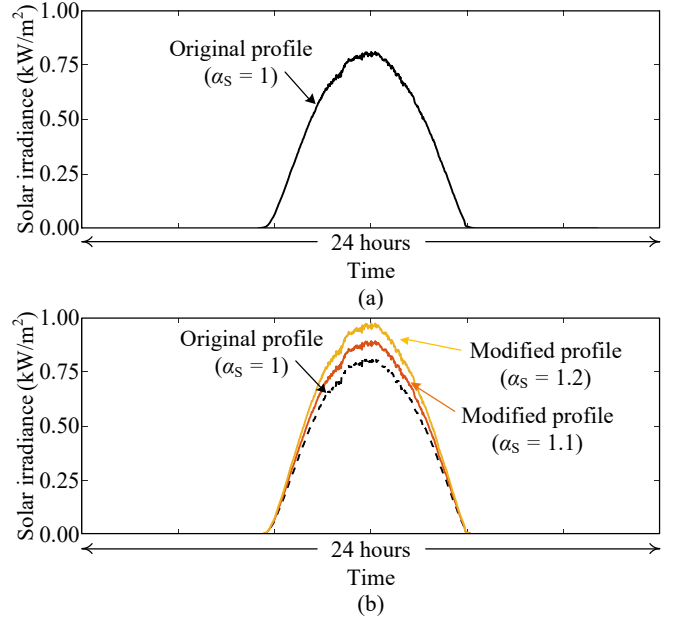 Solar irradiance (kW/m²)
1.00
0.75
0.50
0.25
0.00
Original profile
(αS = 1)
24 hours
Time
(a)
Solar irradiance (kW/m²)
1.00
0.75
0.50
0.25
0.00
Original profile
(αS = 1)
Modified profile
(αS = 1.2)
Modified profile
(αS = 1.1)
24 hours
Time
(b)